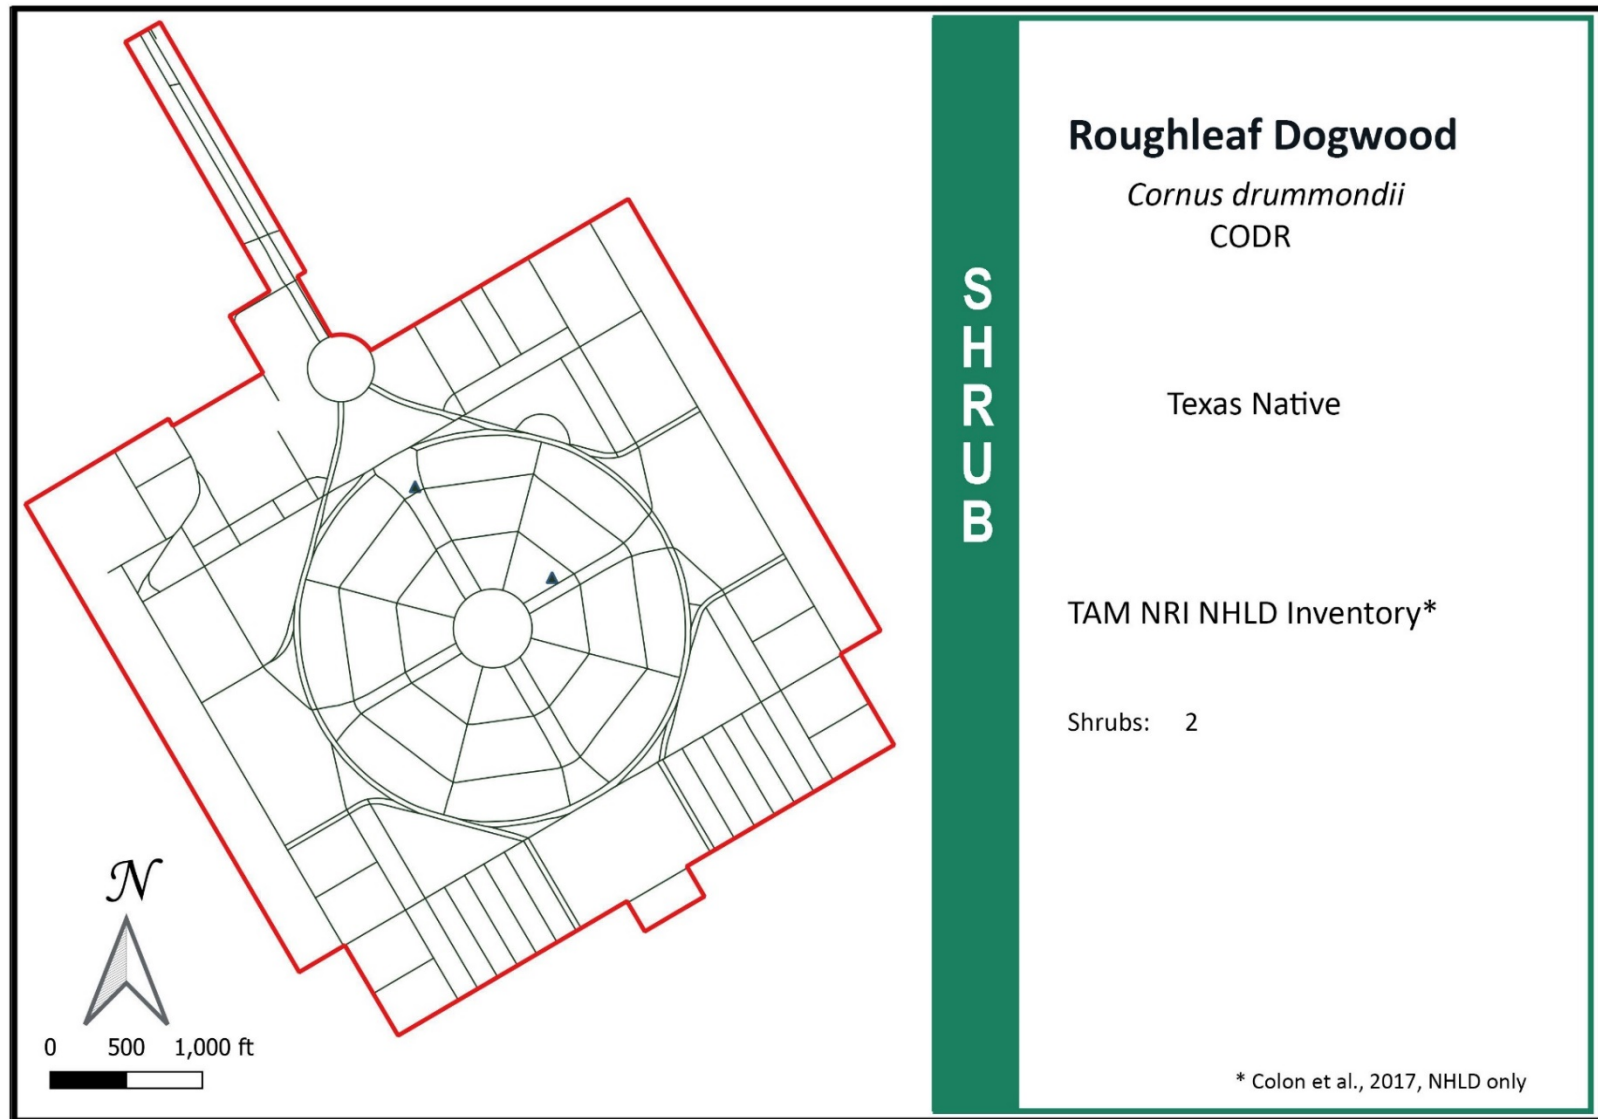 N
0 500 1,000 ft
SHRUB
Roughleaf Dogwood
Cornus drummondii
CODR
Texas Native
TAM NRI NHLD Inventory*
Shrubs: 2
* Colon et al., 2017, NHLD only